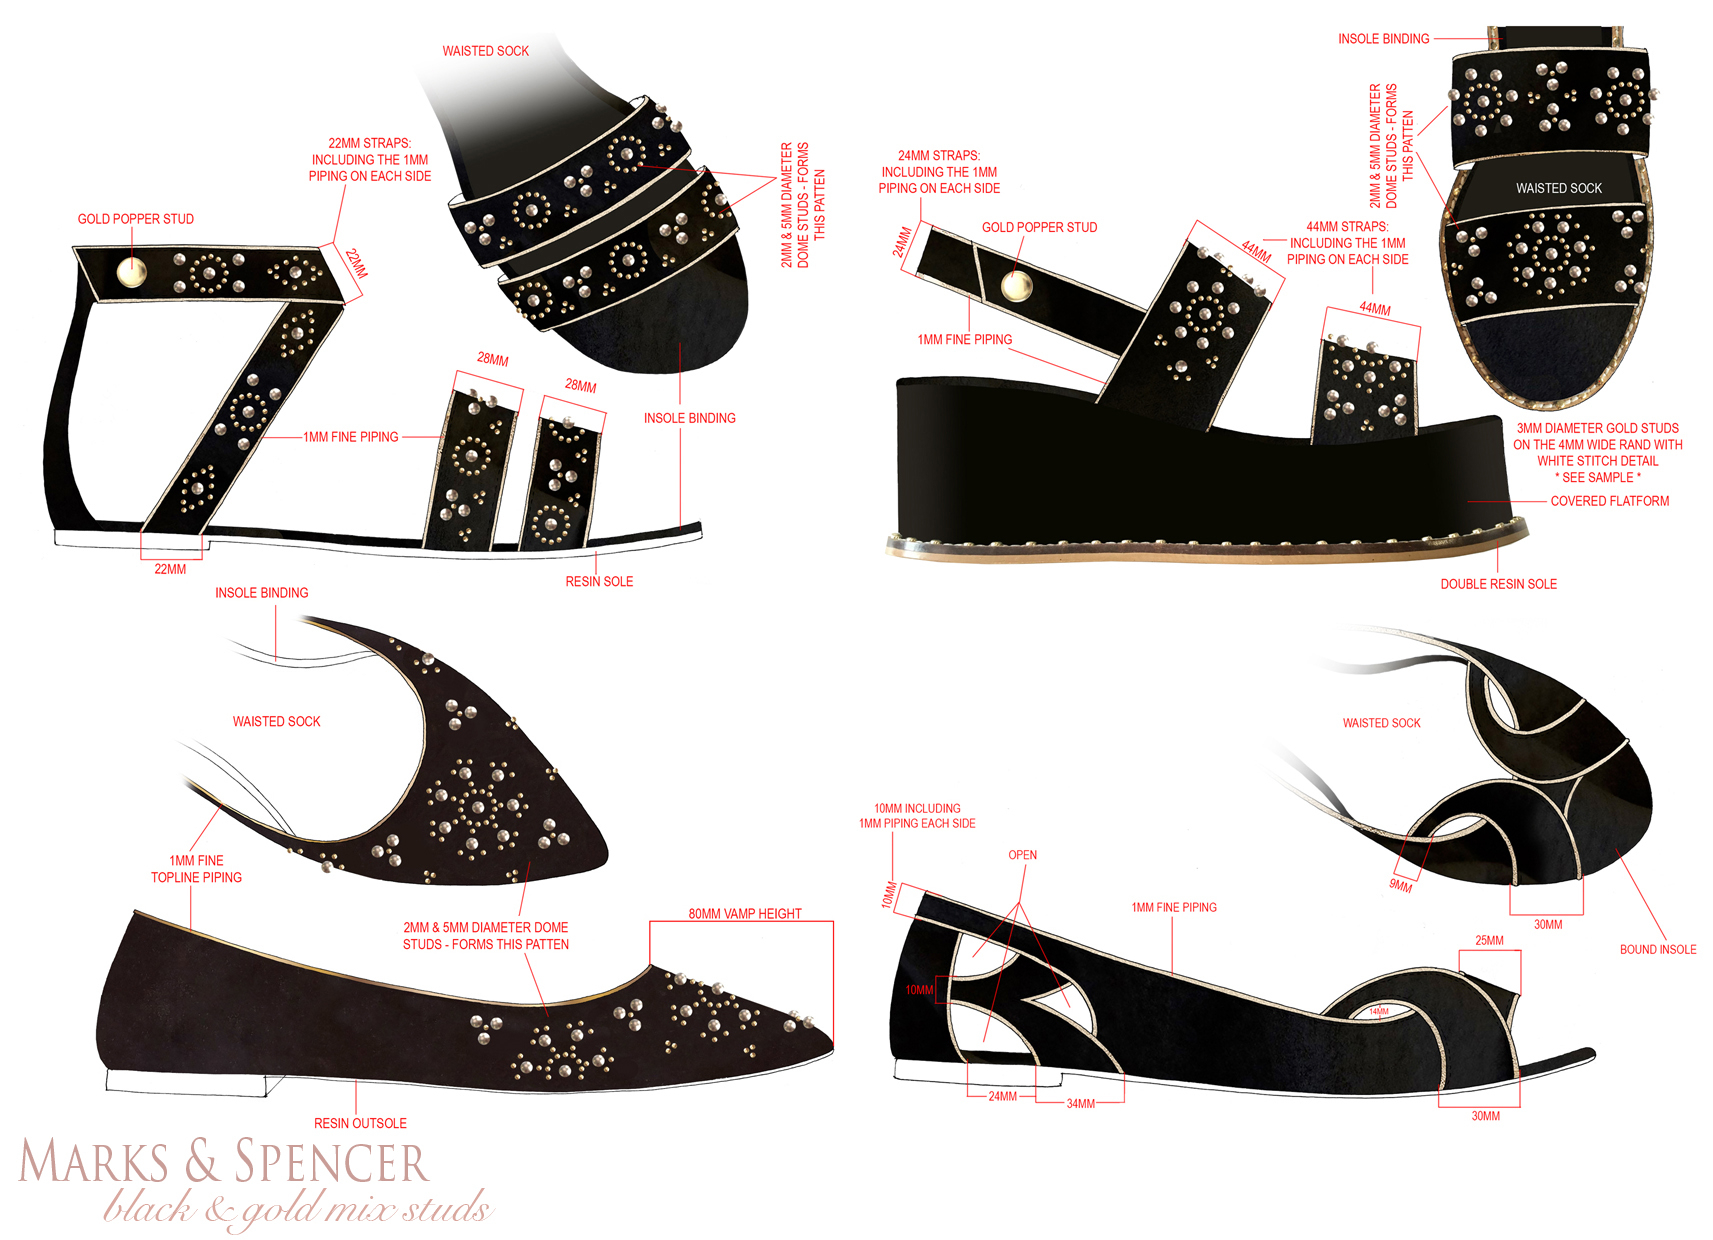 WAISTED SOCK
22MM STRAPS:
INCLUDING THE 1MM
PIPING ON EACH SIDE
GOLD POPPER STUD
22MM
2MM & 5MM DIAMETER
DOME STUDS - FORMS
THIS PATTEN
28MM
28MM
1MM FINE PIPING
INSOLE BINDING
22MM
RESIN SOLE
INSOLE BINDING
24MM STRAPS:
INCLUDING THE 1MM
PIPING ON EACH SIDE
24MM
GOLD POPPER STUD
44MM
44MM STRAPS:
INCLUDING THE 1MM
PIPING ON EACH SIDE
44MM
2MM & 5MM DIAMETER
DOME STUDS - FORMS
THIS PATTEN
WAISTED SOCK
1MM FINE PIPING
3MM DIAMETER GOLD STUDS
ON THE 4MM WIDE RAND WITH
WHITE STITCH DETAIL
* SEE SAMPLE *
COVERED FLATFORM
DOUBLE RESIN SOLE
INSOLE BINDING
WAISTED SOCK
1MM FINE
TOPLINE PIPING
2MM & 5MM DIAMETER DOME
STUDS - FORMS THIS PATTEN
80MM VAMP HEIGHT
RESIN OUTSOLE
WAISTED SOCK
10MM INCLUDING
1MM PIPING EACH SIDE
10MM
OPEN
1MM FINE PIPING
9MM
30MM
BOUND INSOLE
25MM
10MM
14MM
24MM
34MM
30MM
MARKS & SPENCER
black & gold mix studs